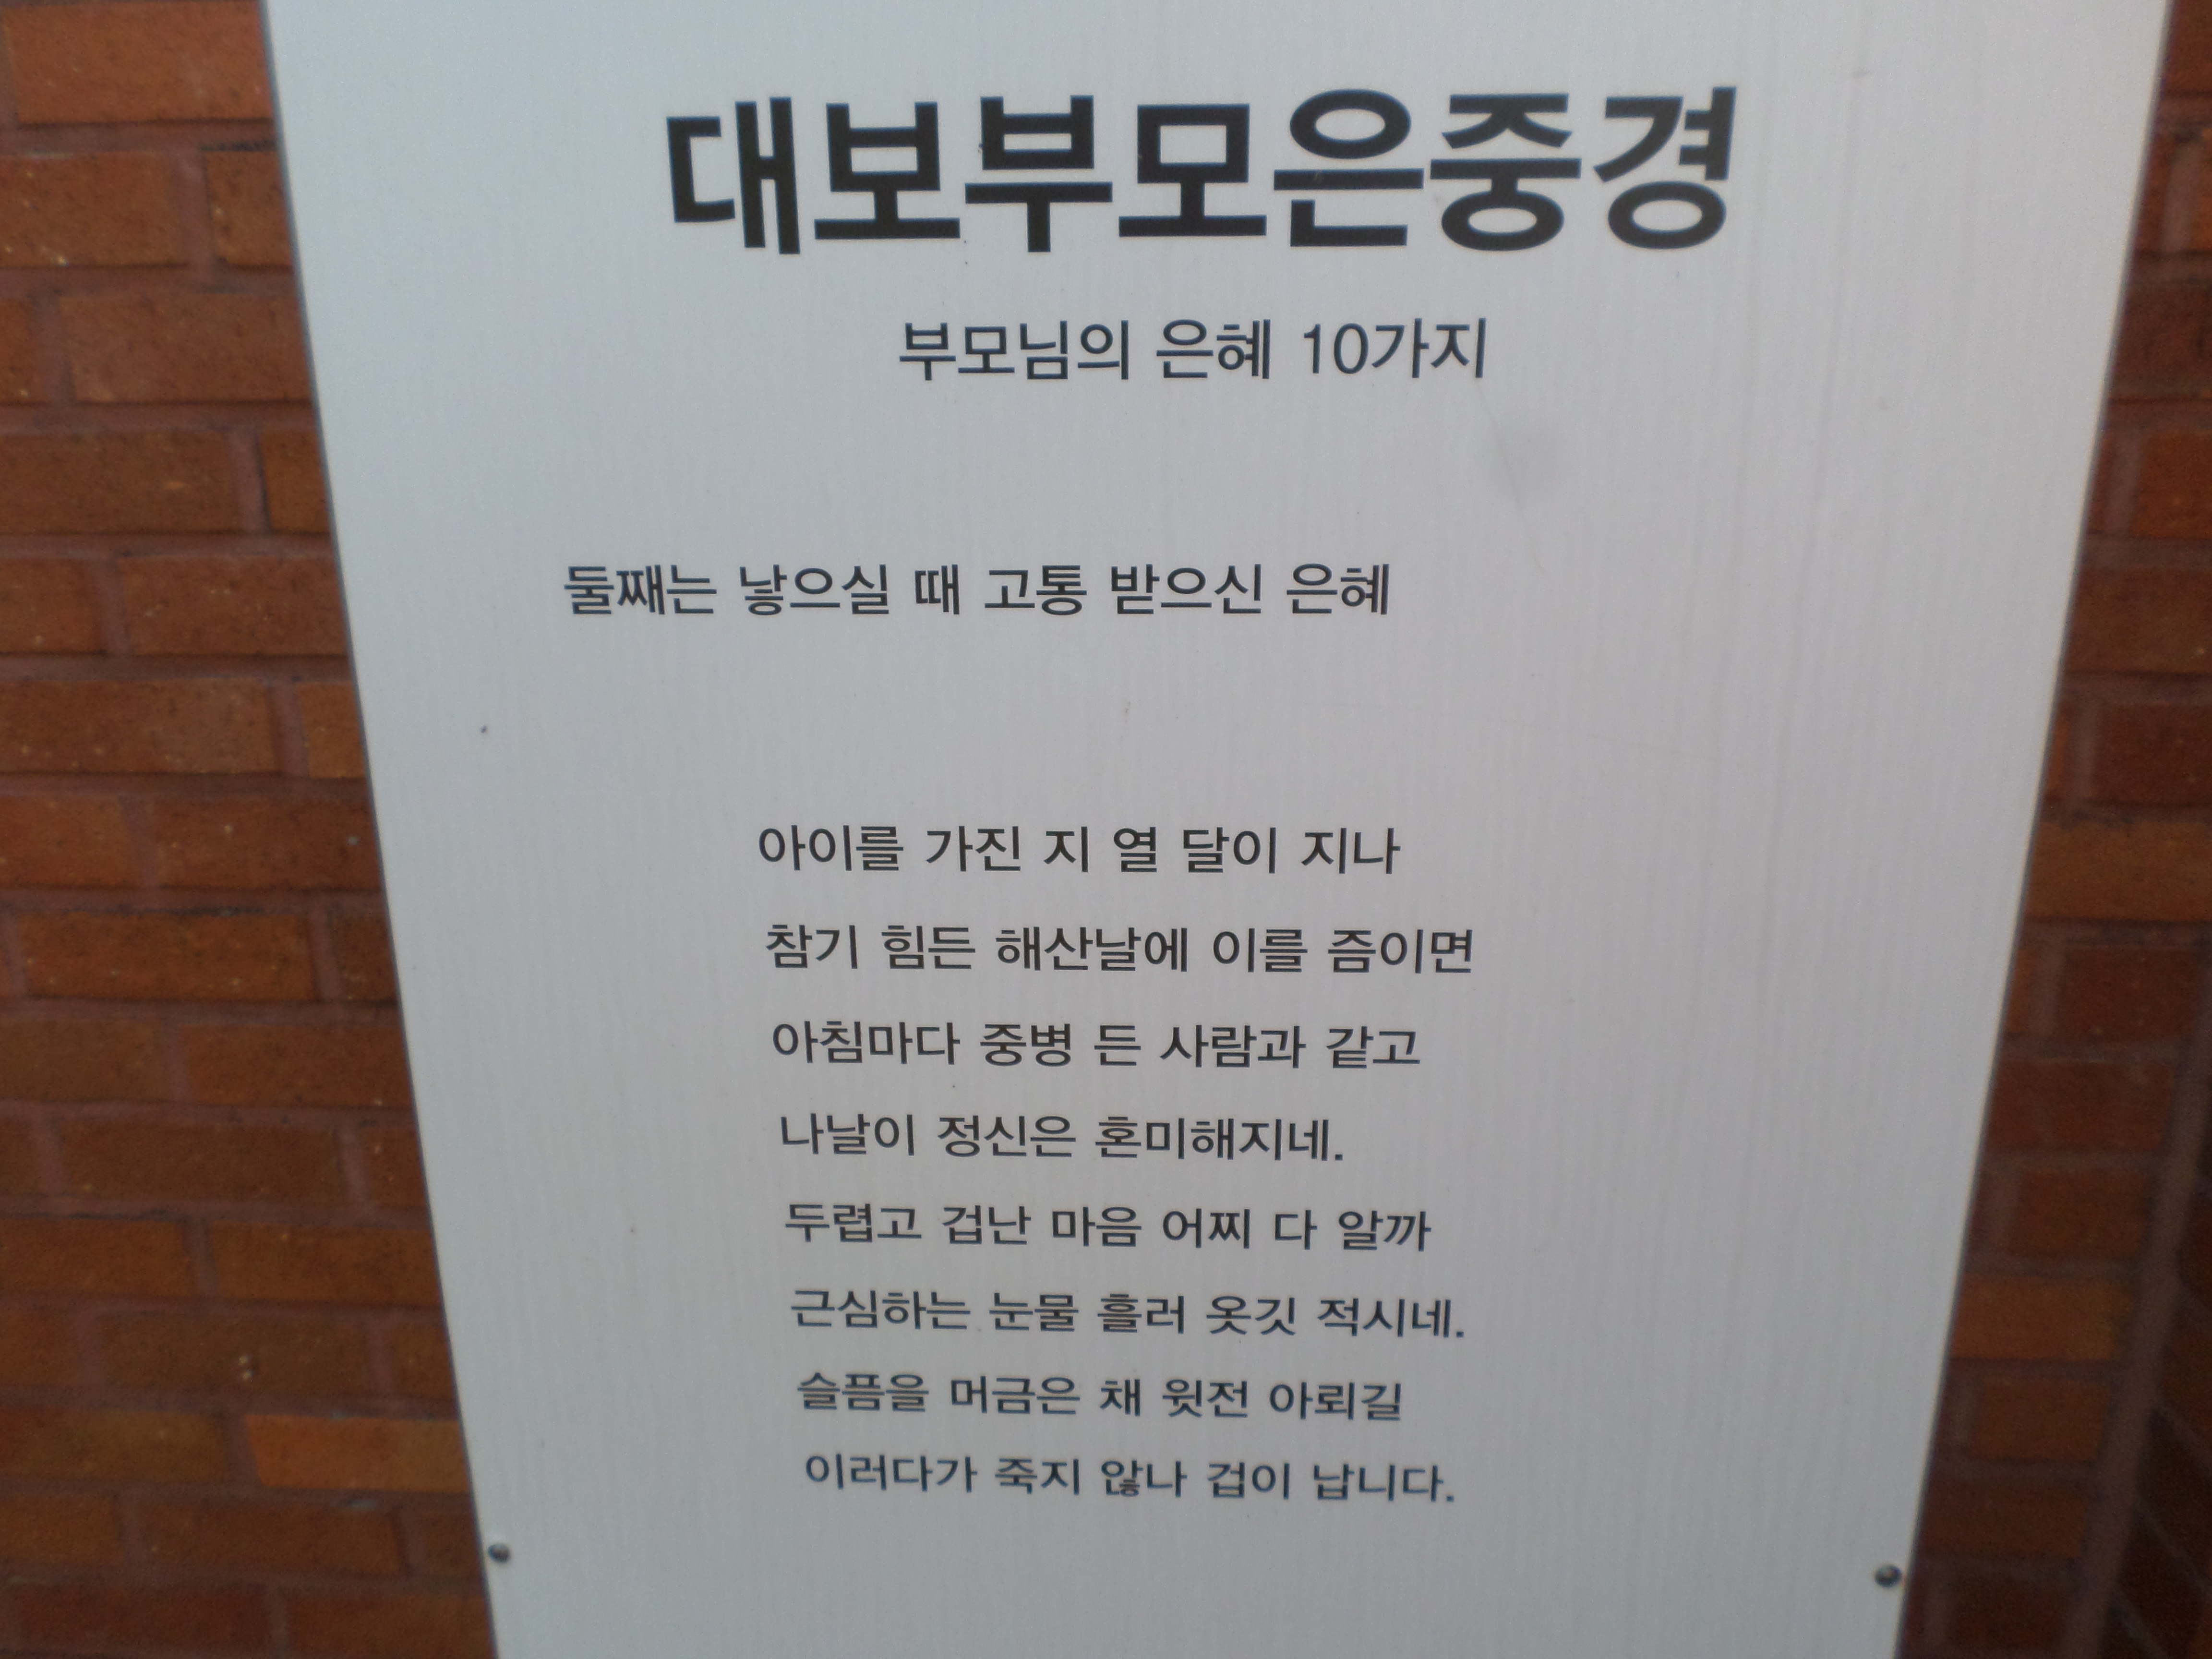 대보부모은중경
부모님의 은혜 10가지
둘째는 낳으실 때 고통 받으신 은혜
아이를 가진 지 열 달이 지나
참기 힘든 해산날에 이를 즘이면
아침마다 중병 든 사람과 같고
나날이 정신은 혼미해지네.
두렵고 겁난 마음 어찌 다 알까
근심하는 눈물 흘러 옷깃 적시네.
슬픔을 머금은 채 윗전 아뢰길
이러다가 죽지 않나 겁이 납니다.